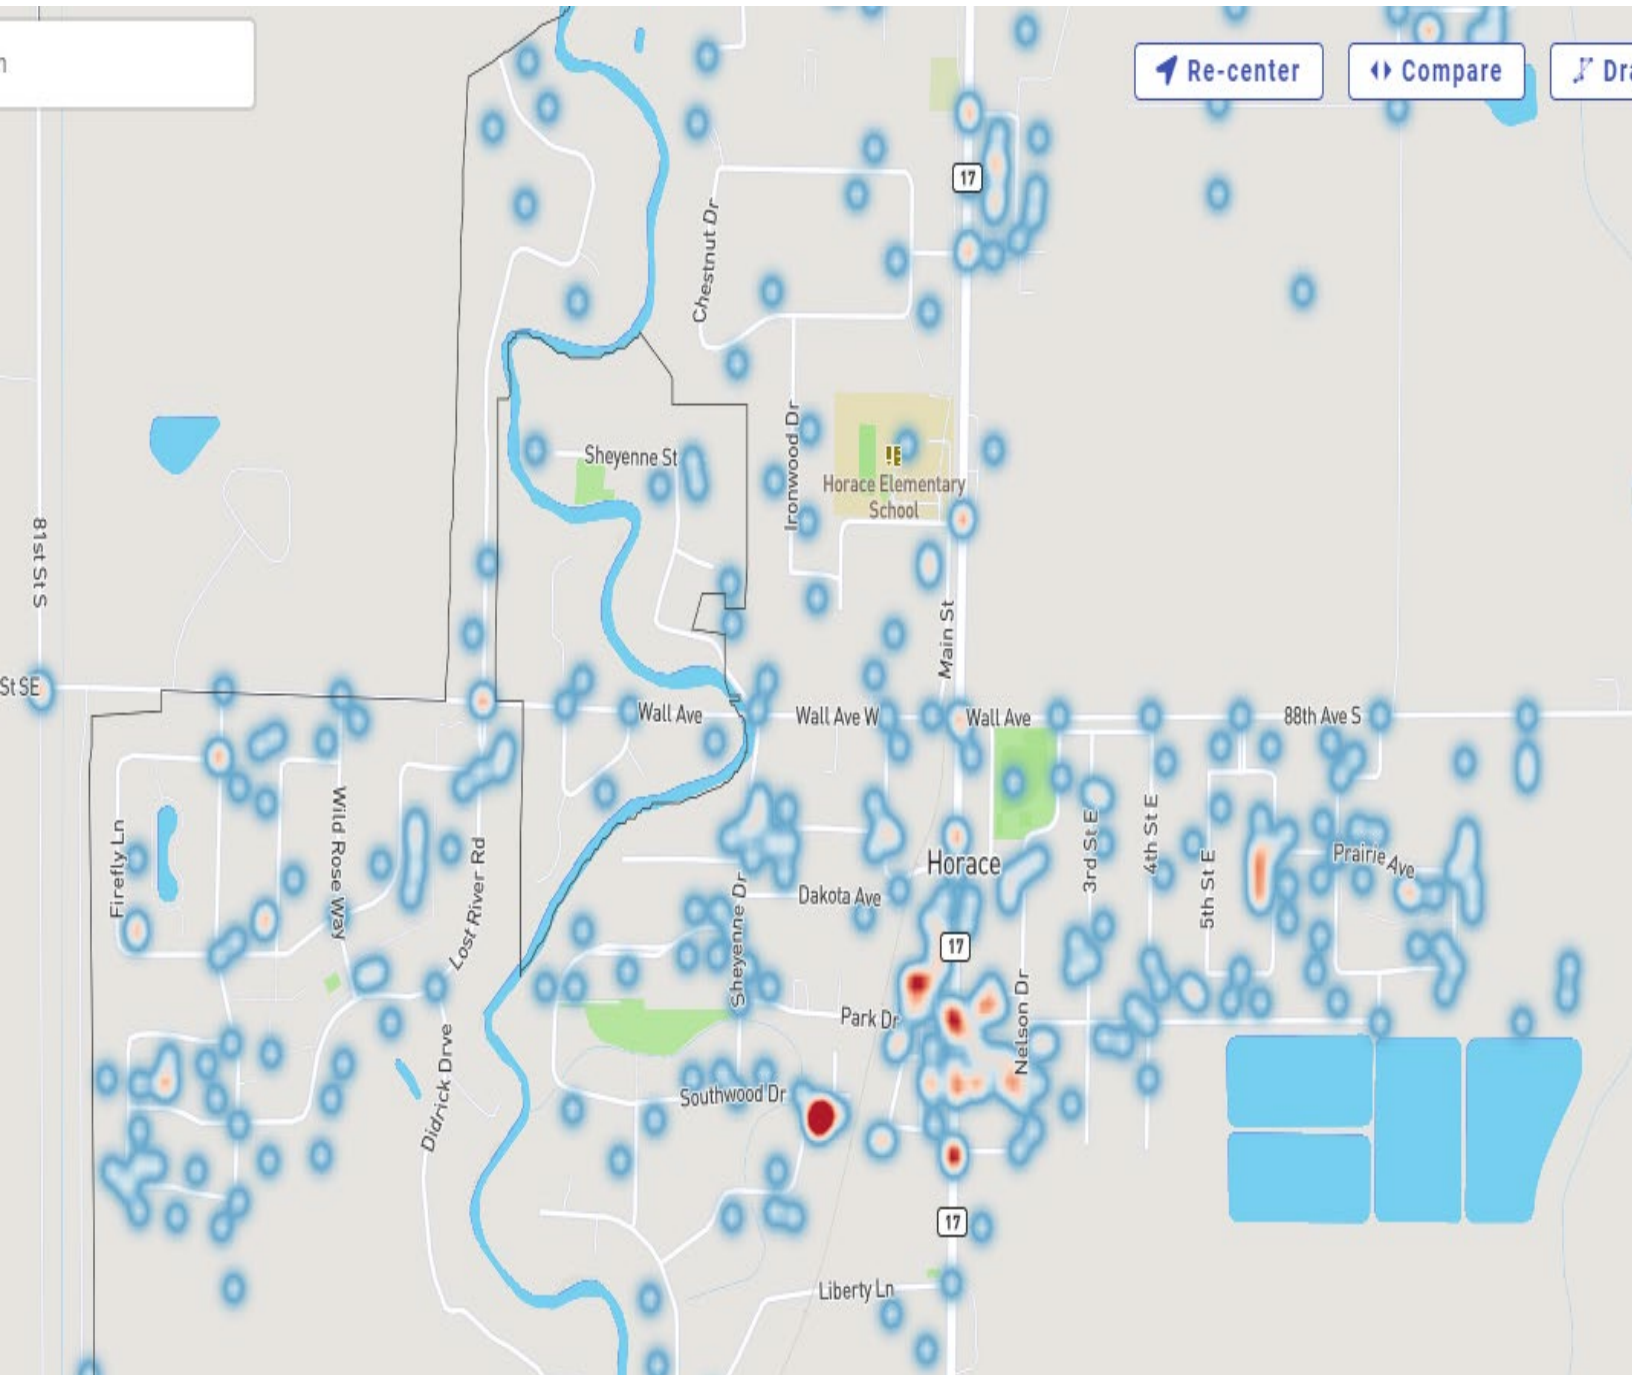 Re-center
Compare
Dra
17
Chestnut Dr
Ironwood Dr
Sheyenne St
Horace Elementary
School
81st St S
Main St
St SE
Wall Ave
Wall Ave W
Wall Ave
88th Ave S
Firefly Ln
Wild Rose Way
Lost River Rd
Horace
3rd St E
4th St E
5th St E
Prairie Ave
Dakota Ave
Sheyenne Dr
17
Park Dr
Nelson Dr
Didrick Drve
Southwood Dr
17
Liberty Ln